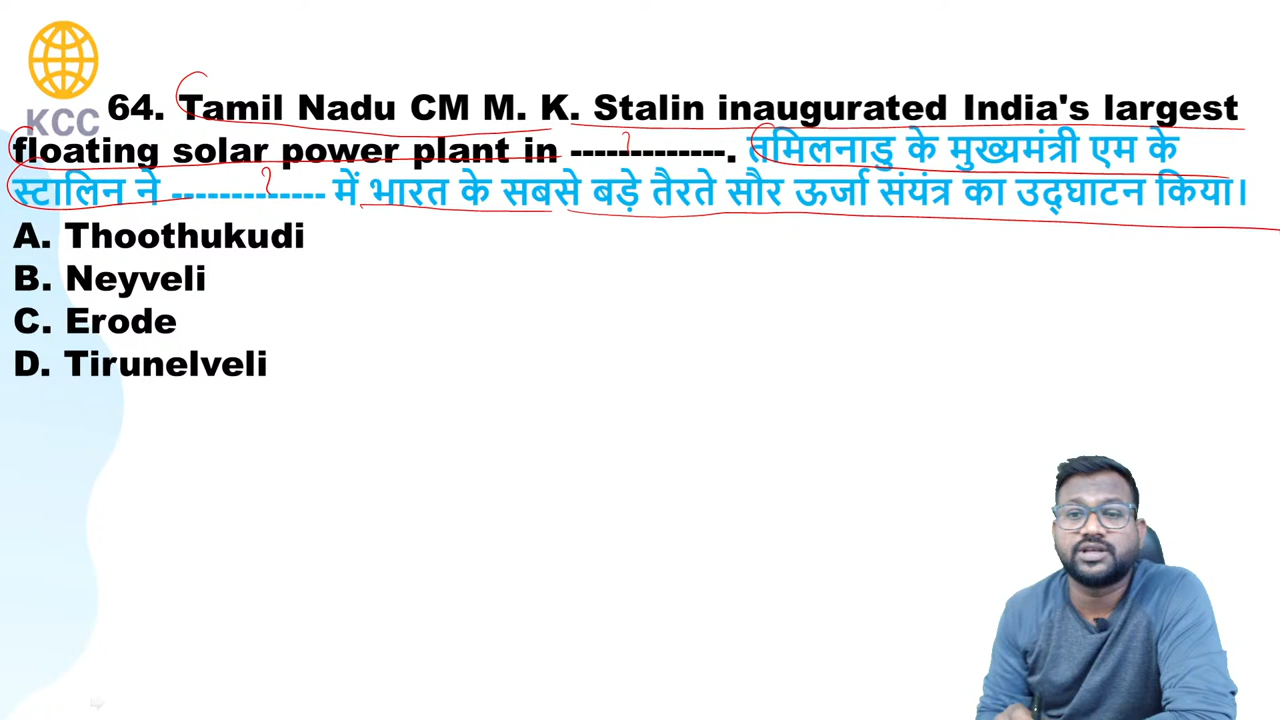 KCC
64. Tamil Nadu CM M. K. Stalin inaugurated India's largest
floating solar power plant in -------------. तमिलनाडु के मुख्यमंत्री एम के
स्टालिन ने ------------- में भारत के सबसे बड़े तैरते सौर ऊर्जा संयंत्र का उद्घाटन किया।
A. Thoothukudi
B. Neyveli
C. Erode
D. Tirunelveli